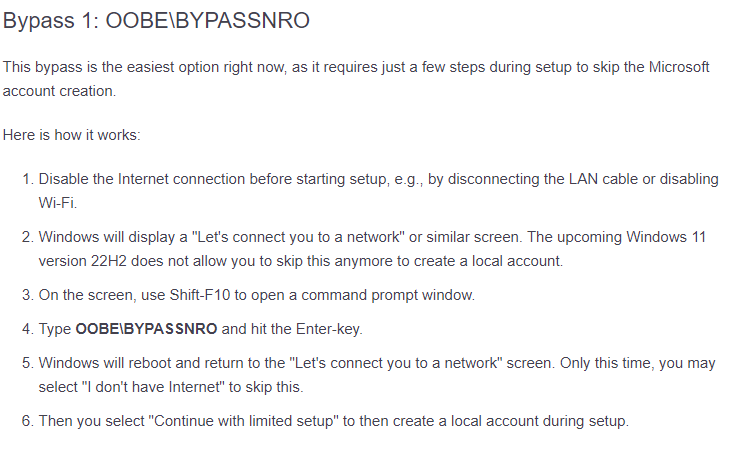 Bypass 1: OOBE\BYPASSNRO
This bypass is the easiest option right now, as it requires just a few steps during setup to skip the Microsoft
account creation.
Here is how it works:
1. Disable the Internet connection before starting setup, e.g., by disconnecting the LAN cable or disabling
Wi-Fi.
2. Windows will display a "Let's connect you to a network" or similar screen. The upcoming Windows 11
version 22H2 does not allow you to skip this anymore to create a local account.
3. On the screen, use Shift-F10 to open a command prompt window.
4. Type OOBE\BYPASSNRO and hit the Enter-key.
5. Windows will reboot and return to the "Let's connect you to a network" screen. Only this time, you may
select "I don't have Internet" to skip this.
6. Then you select "Continue with limited setup" to then create a local account during setup.